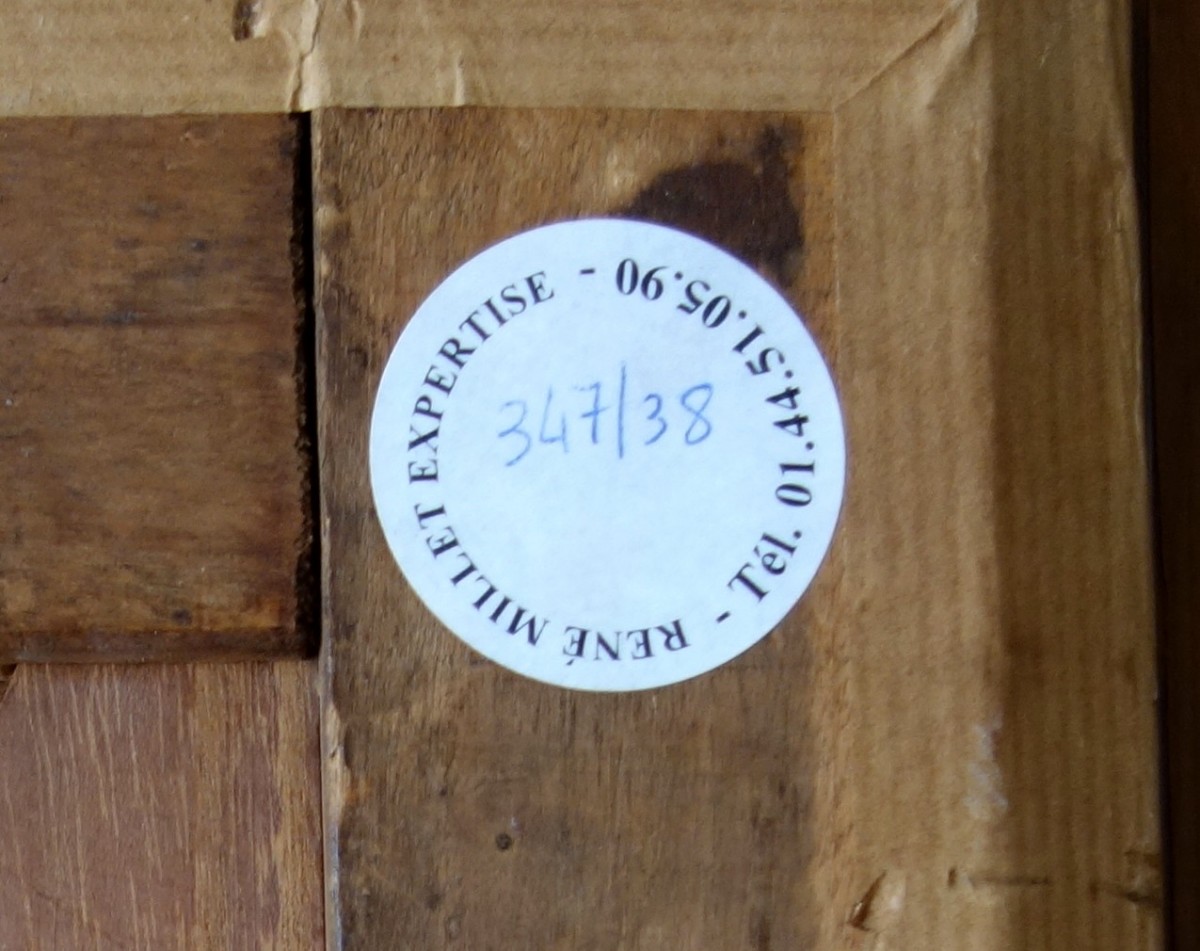 RENÉ MILLET EXPERTISE - Tél. 01.44.51.05.90 -
347/38